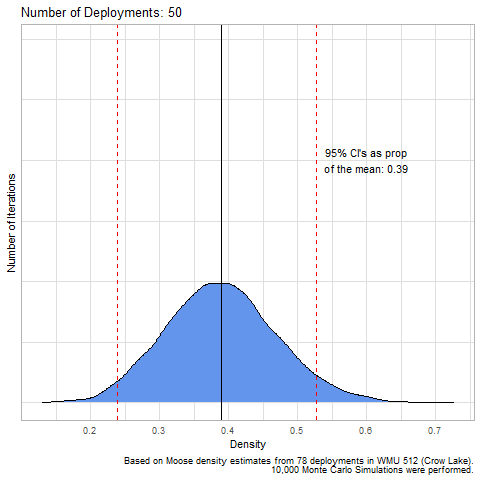 Number of Deployments: 50
95% CI's as prop
of the mean: 0.39
Number of Iterations
0.2 0.3 0.4 0.5 0.6 0.7
Density
Based on Moose density estimates from 78 deployments in WMU 512 (Crow Lake).
10,000 Monte Carlo Simulations were performed.